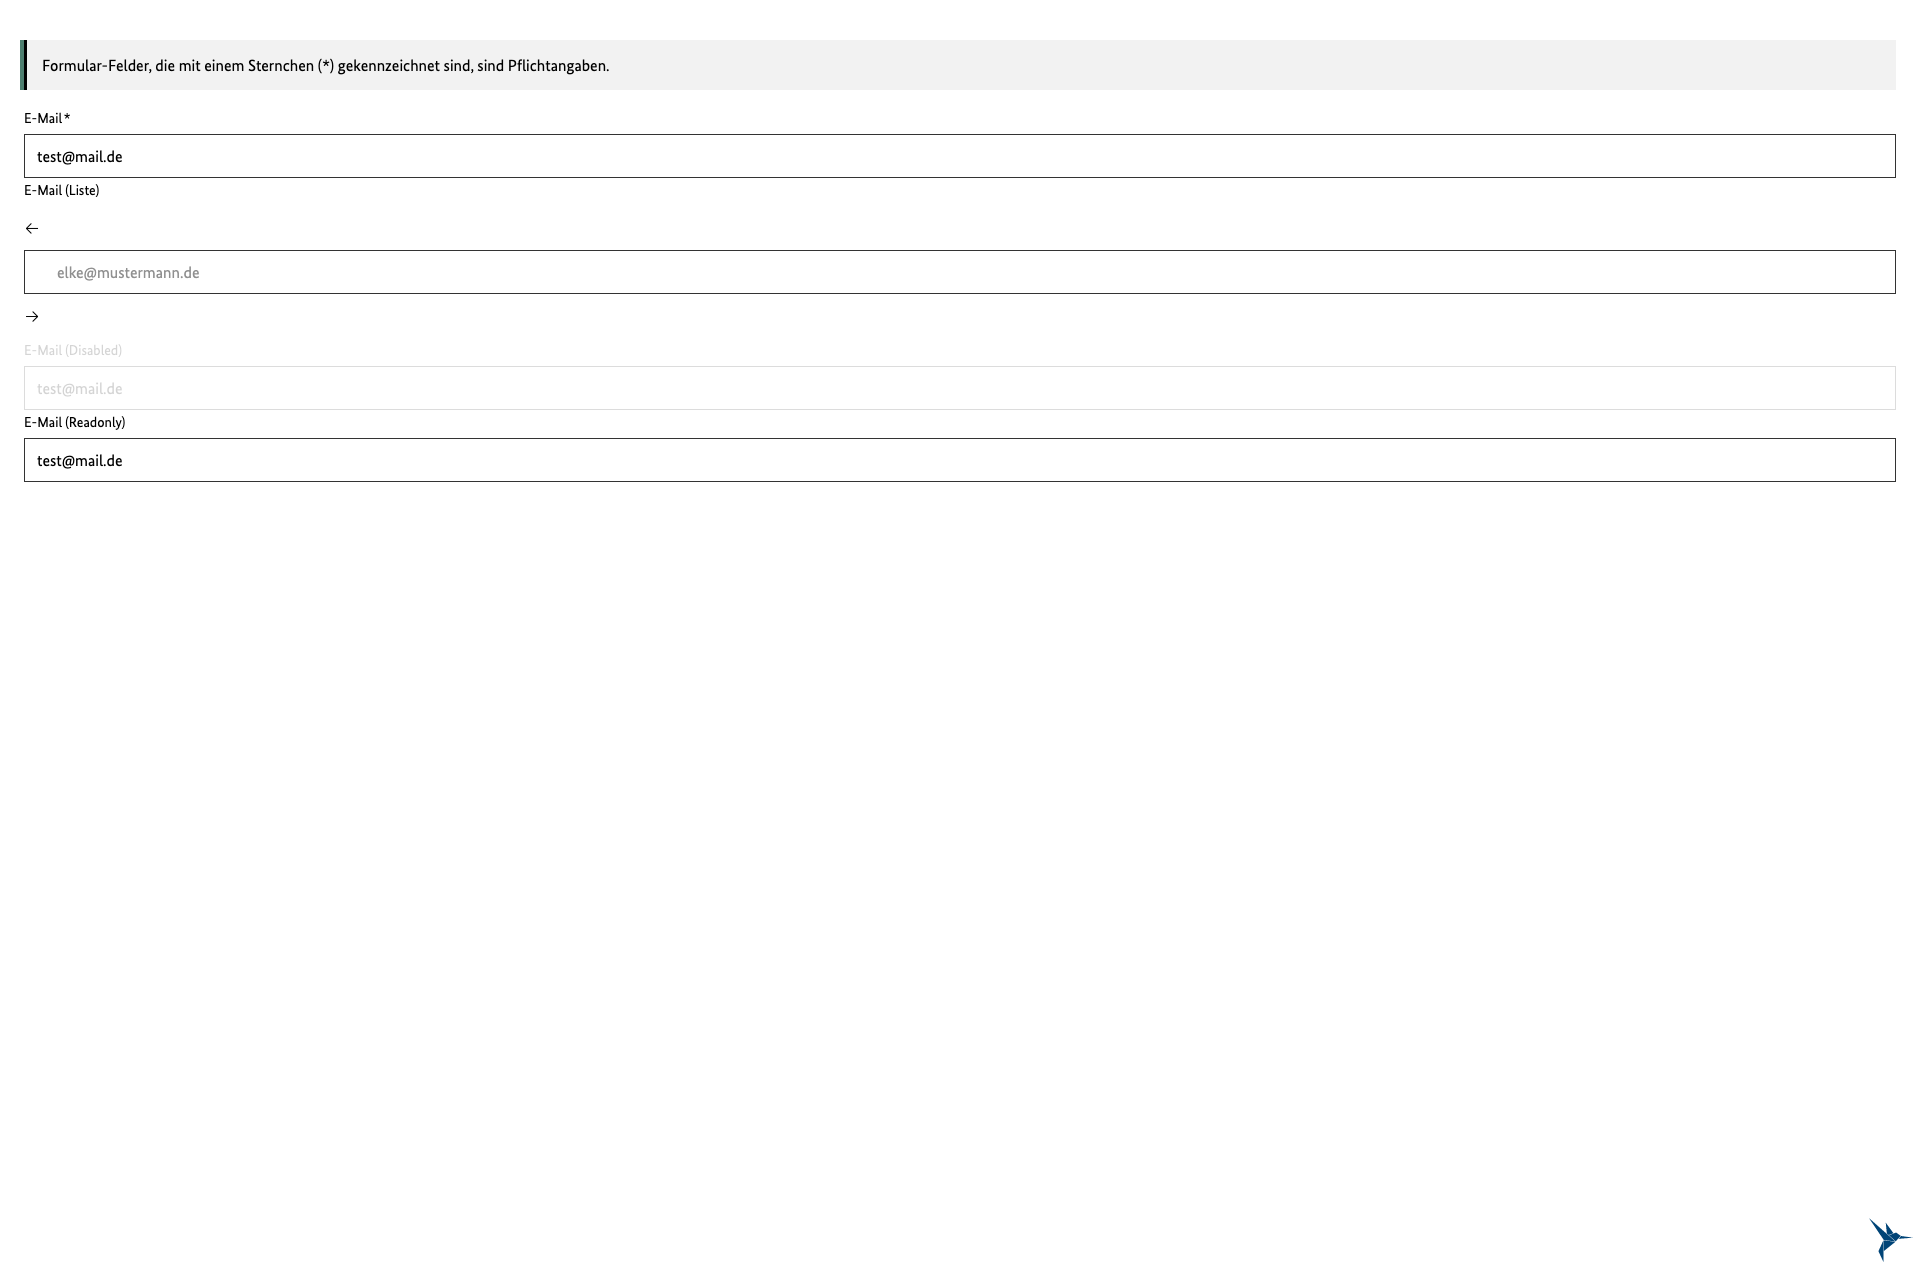 Formular-Felder, die mit einem Sternchen (*) gekennzeichnet sind, sind Pflichtangaben.
E-Mail*
test@mail.de
E-Mail (Liste)
←
elke@mustermann.de
→
E-Mail (Disabled)
test@mail.de
E-Mail (Readonly)
test@mail.de